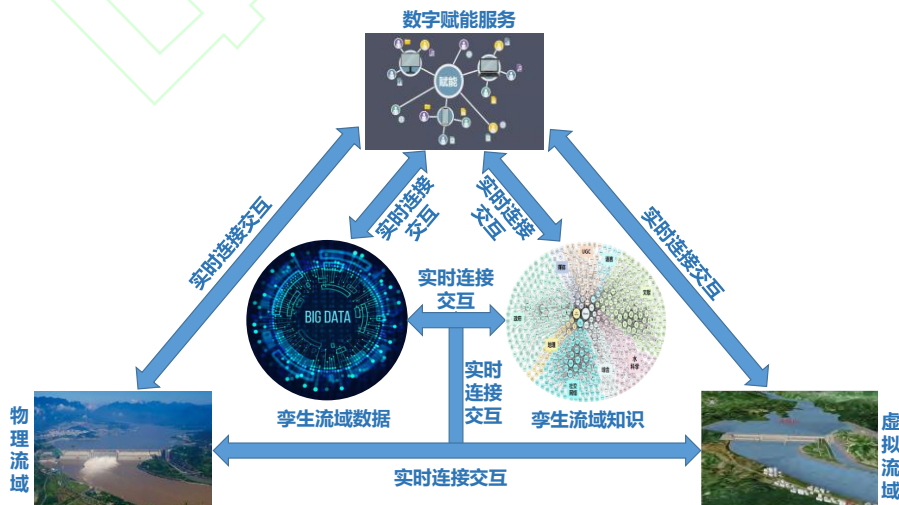 数字赋能服务
赋能
实时连接交互
实时连接
交互
实时连接
交互
实时连接交互
实时连接
交互
BIG DATA
UGC
实时
连接
交互
孪生流域数据
孪生流域知识
物理流域
虚拟流域
实时连接交互